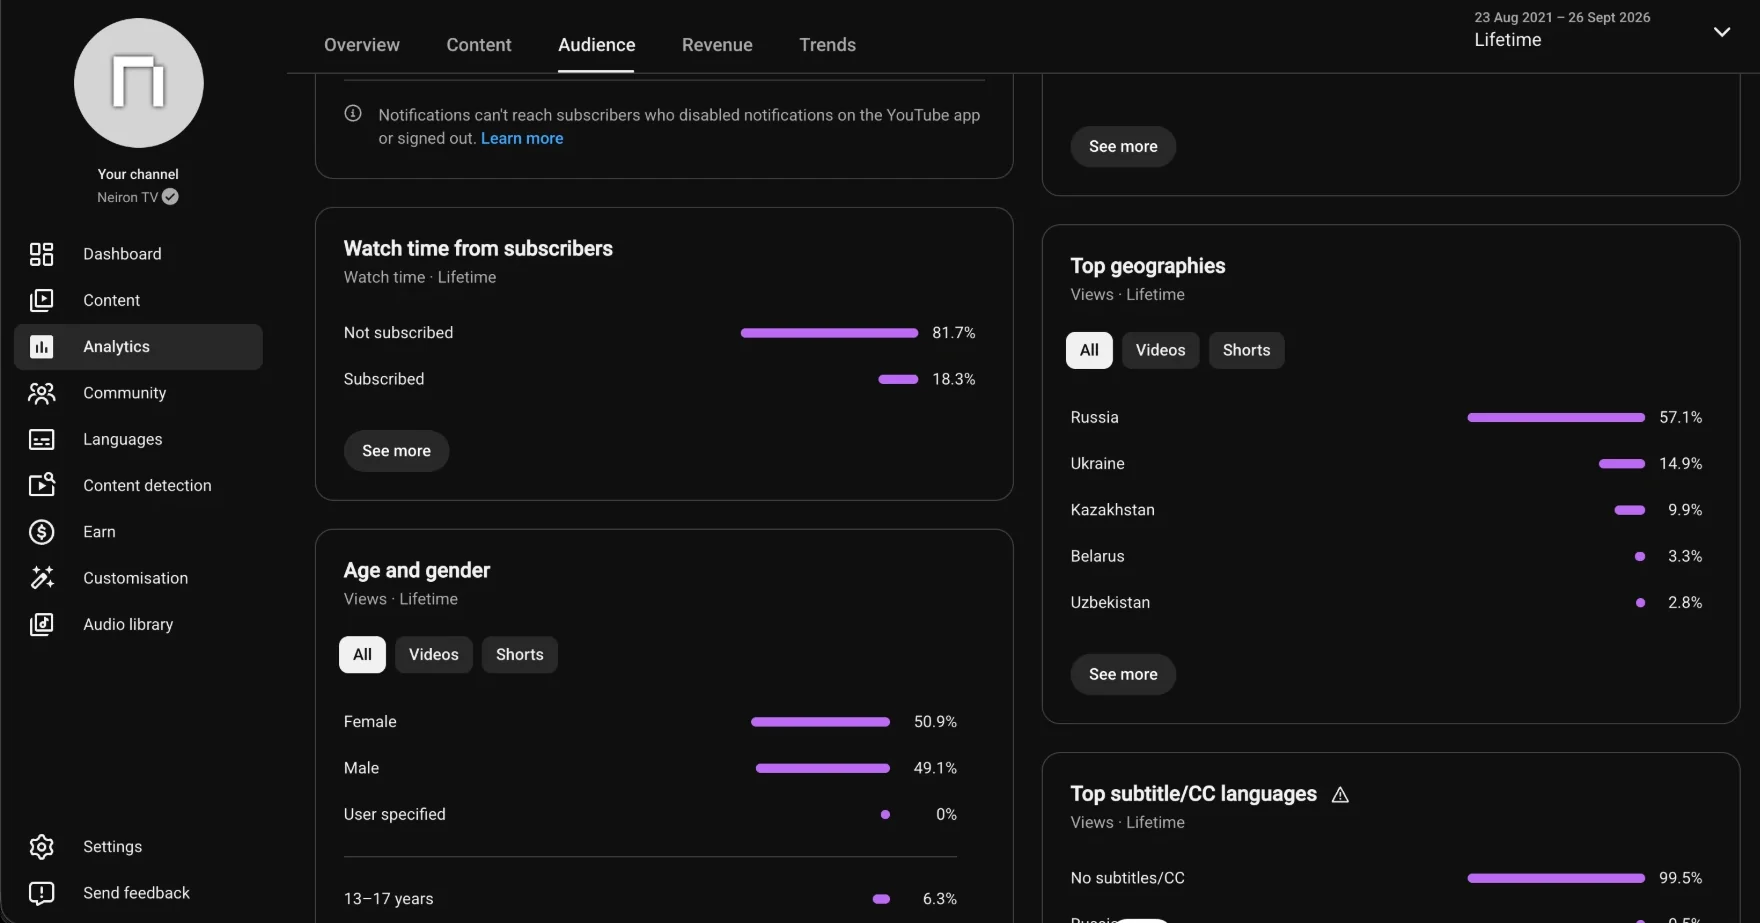 Overview
Content
Audience
Revenue
Trends
23 Aug 2021 – 26 Sept 2026
Lifetime
Your channel
Neiron TV
Dashboard
Content
Analytics
Community
Languages
Content detection
Earn
Customisation
Audio library
Settings
Send feedback
Notifications can't reach subscribers who disabled notifications on the YouTube app
or signed out. Learn more
Watch time from subscribers
Watch time · Lifetime
Not subscribed 81.7%
Subscribed 18.3%
See more
Age and gender
Views · Lifetime
All Videos Shorts
Female 50.9%
Male 49.1%
User specified 0%
13–17 years 6.3%
See more
Top geographies
Views · Lifetime
All Videos Shorts
Russia 57.1%
Ukraine 14.9%
Kazakhstan 9.9%
Belarus 3.3%
Uzbekistan 2.8%
See more
Top subtitle/CC languages
Views · Lifetime
No subtitles/CC 99.5%